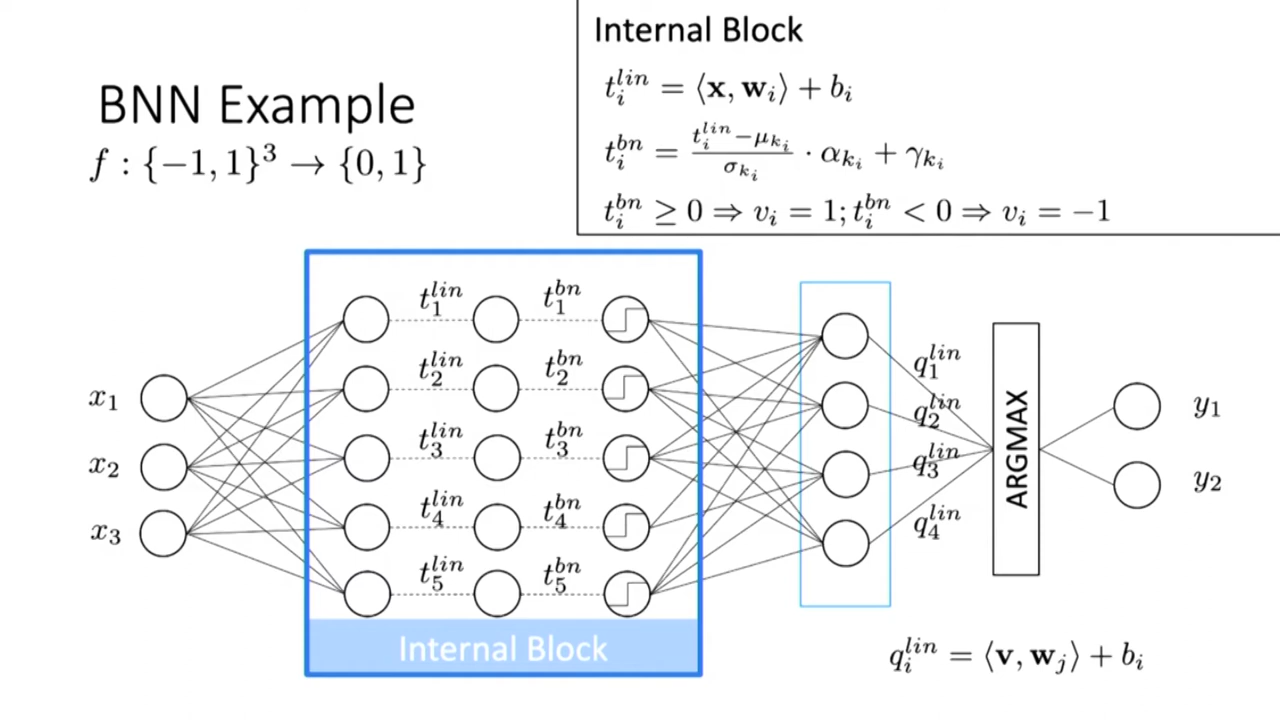 Internal Block
t_i^{lin} = ⟨x, w_i⟩ + b_i
t_i^{bn} = \frac{t_i^{lin} − μ_{k_i}}{σ_{k_i}} · α_{k_i} + γ_{k_i}
t_i^{bn} ≥ 0 ⇒ v_i = 1; t_i^{bn} < 0 ⇒ v_i = −1
BNN Example
f : {−1, 1}^3 → {0, 1}
t_1^{lin} t_1^{bn}
t_2^{lin} t_2^{bn}
t_3^{lin} t_3^{bn}
t_4^{lin} t_4^{bn}
t_5^{lin} t_5^{bn}
x_1
x_2
x_3
Internal Block
q_1^{lin}
q_2^{lin}
q_3^{lin}
q_4^{lin}
ARGMAX
y_1
y_2
q_i^{lin} = ⟨v, w_j⟩ + b_i